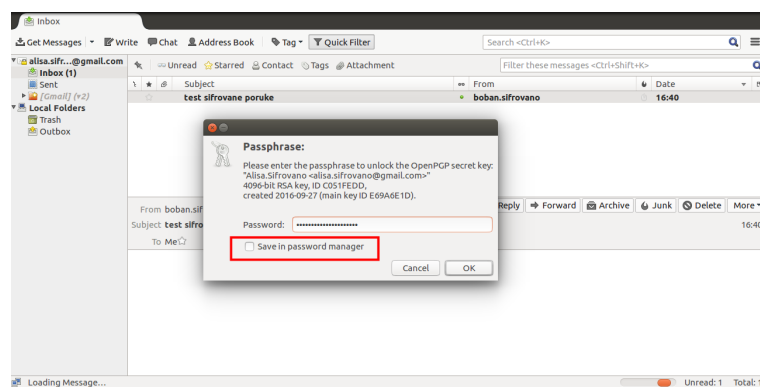 Inbox
Get Messages Write Chat Address Book Tag Quick Filter Search <Ctrl+K>
alisa.sifr...@gmail.com
Inbox (1)
Sent
[Gmail] (+2)
Local Folders
Trash
Outbox
Unread Starred Contact Tags Attachment Filter these messages <Ctrl+Shift+K>
Subject From Date
test sifrovane poruke boban.sifrovano 16:40
Passphrase:
Please enter the passphrase to unlock the OpenPGP secret key:
"Alisa.Sifrovano <alisa.sifrovano@gmail.com>"
4096-bit RSA key, ID C051FEDD,
created 2016-09-27 (main key ID E69A6E1D).
Password:
Save in password manager
Cancel OK
From boban.sif
Reply Forward Archive Junk Delete More
Subject test sifro 16:40
To Me
Loading Message... Unread: 1 Total: 1